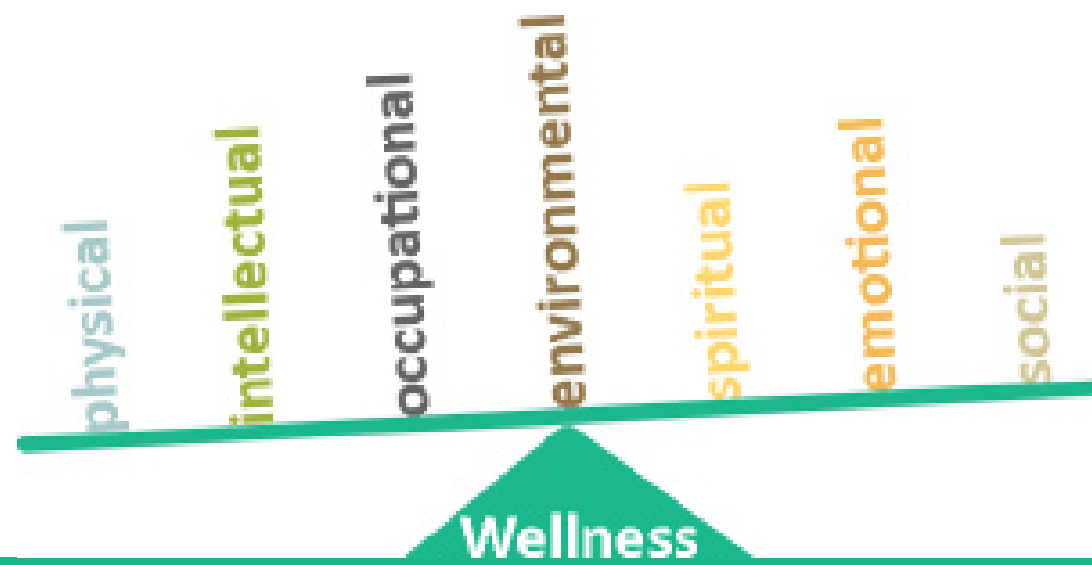 physical
intellectual
occupational
environmental
spiritual
emotional
social
Wellness